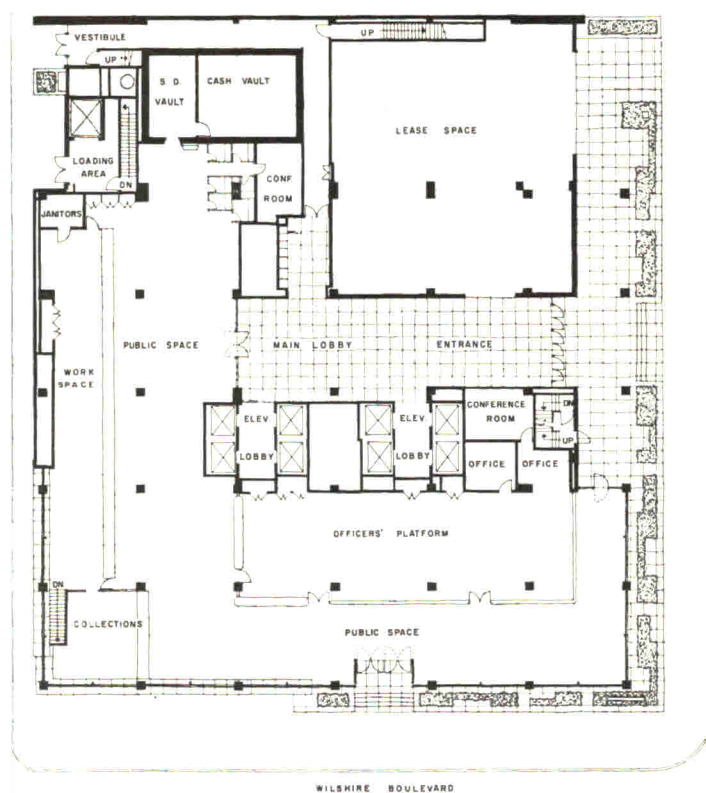 VESTIBULE
UP
UP
S. D.
VAULT
CASH VAULT
LEASE SPACE
LOADING
AREA
DN
CONF
ROOM
JANITORS
PUBLIC SPACE
MAIN LOBBY
ENTRANCE
WORK
SPACE
ELEV.
LOBBY
ELEV.
LOBBY
CONFERENCE
ROOM
DN
UP
OFFICE
OFFICE
OFFICERS' PLATFORM
DN
COLLECTIONS
PUBLIC SPACE
WILSHIRE BOULEVARD